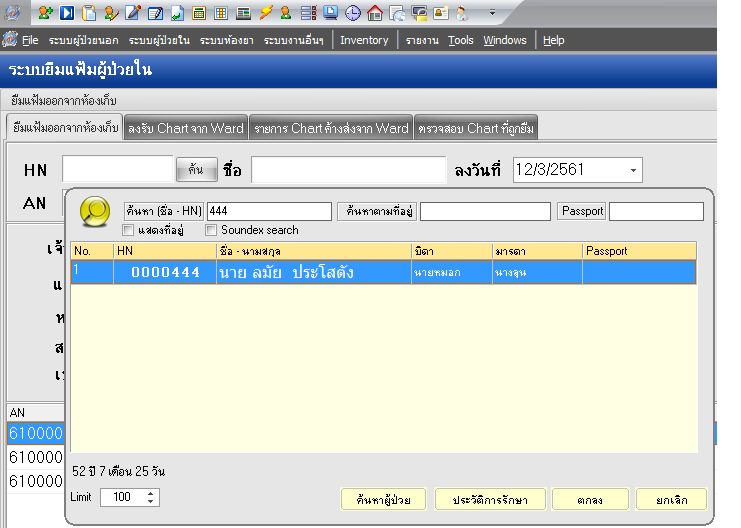 File ระบบผู้ป่วยนอก ระบบผู้ป่วยใน ระบบห้องยา ระบบงานอื่นๆ Inventory รายงาน Tools Windows Help
ระบบยืมแฟ้มผู้ป่วยใน
ยืมแฟ้มออกจากห้องเก็บ
ยืมแฟ้มออกจากห้องเก็บ ลงรับ Chart จาก Ward รายการ Chart ค้างส่งจาก Ward ตรวจสอบ Chart ที่ถูกยืม
HN ค้น ชื่อ ลงวันที่ 12/3/2561
AN
ค้นหา (ชื่อ - HN) 444 ค้นหาตามที่อยู่ Passport
แสดงที่อยู่ Soundex search
No. HN ชื่อ - นามสกุล บิดา มารดา Passport
1 0000444 นาย ลมัย ประโสดัง นายหมอก นางจูน
AN
610000
610000
610000
52 ปี 7 เดือน 25 วัน
Limit 100
ค้นหาผู้ป่วย ประวัติการรักษา ตกลง ยกเลิก